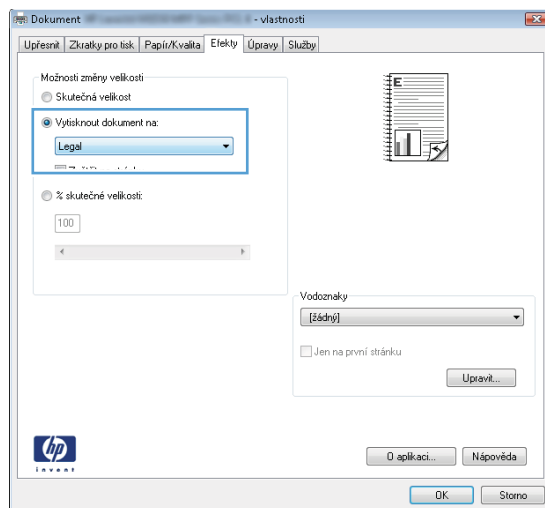 Dokument - vlastnosti
Upřesnit Zkratky pro tisk Papír/Kvalita Efekty Úpravy Služby
Možnosti změny velikosti
Skutečná velikost
Vytisknout dokument na:
Legal
% skutečné velikosti:
100
E
Vodoznaky
[žádný]
Jen na první stránku
Upravit...
hp
invent
O aplikaci... Nápověda
OK Storno